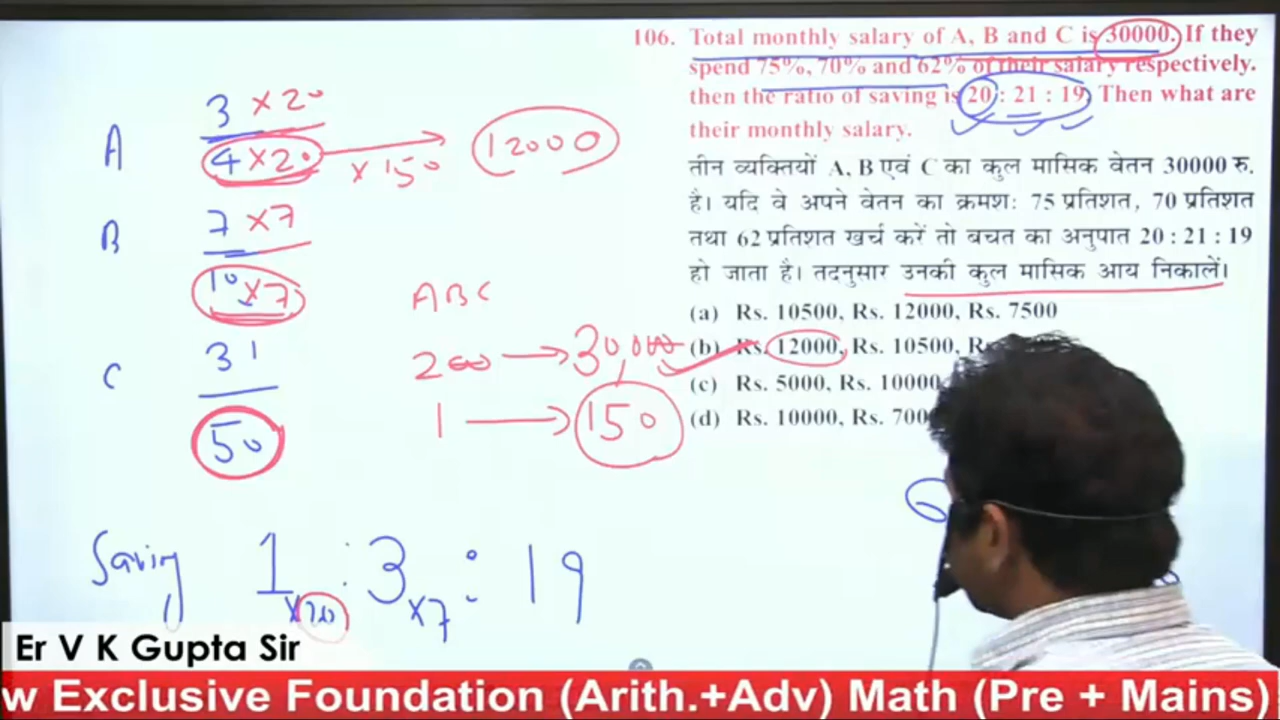 106. Total monthly salary of A, B and C is 30000. If they
spend 75%, 70% and 62% of their salary respectively.
then the ratio of saving is 20 : 21 : 19. Then what are
their monthly salary.
तीन व्यक्तियों A, B एवं C का कुल मासिक वेतन 30000 रु.
है। यदि वे अपने वेतन का क्रमशः 75 प्रतिशत, 70 प्रतिशत
तथा 62 प्रतिशत खर्च करें तो बचत का अनुपात 20 : 21 : 19
हो जाता है। तदनुसार उनकी कुल मासिक आय निकालें।
(a) Rs. 10500, Rs. 12000, Rs. 7500
(b) Rs. 12000, Rs. 10500,
(c) Rs. 5000, Rs. 10000
(d) Rs. 10000, Rs. 700
A
3 × 20
4 × 20
× 150
12000
B
7 × 7
10 × 7
C
31
50
ABC
200 → 30,000
1 → 150
Saving 1 : 3 : 19
×20 ×7
Er V K Gupta Sir
w Exclusive Foundation (Arith.+Adv) Math (Pre + Mains)